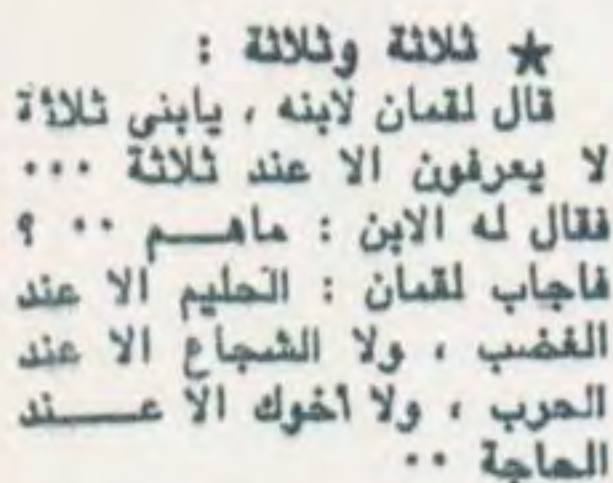 ★ ثلاثة وثلاثة :
قال لقمان لابنه ، يابنى ثلاثة
لا يعرفون الا عند ثلاثة ...
فقال له الابن : ماهـــم .. ؟
فاجاب لقمان : الحليم الا عند
الغضب ، ولا الشجاع الا عند
الحرب ، ولا أخوك الا عـــند
الحاجة ..